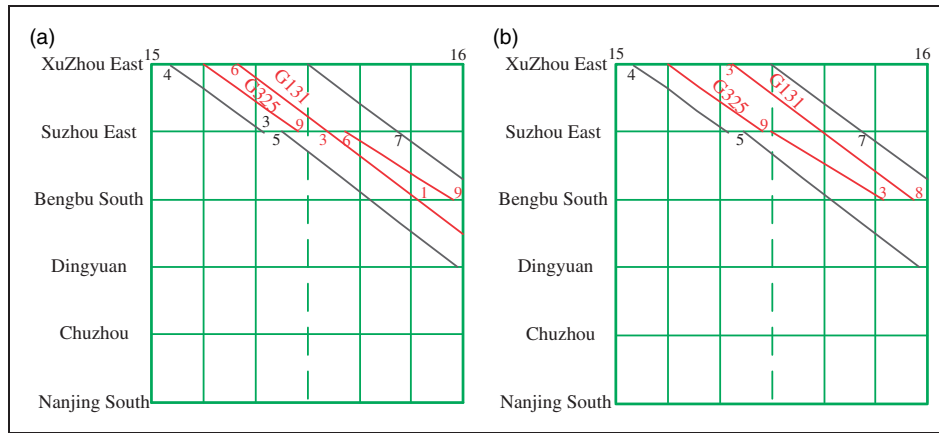 (a)
15 16
XuZhou East
4 6
G325 G131
Suzhou East
3 9 3 6
5 7
Bengbu South
1 9
Dingyuan
Chuzhou
Nanjing South
(b)
15 16
XuZhou East
4 3
G325 G131
Suzhou East
9
5 7
Bengbu South
3 8
Dingyuan
Chuzhou
Nanjing South